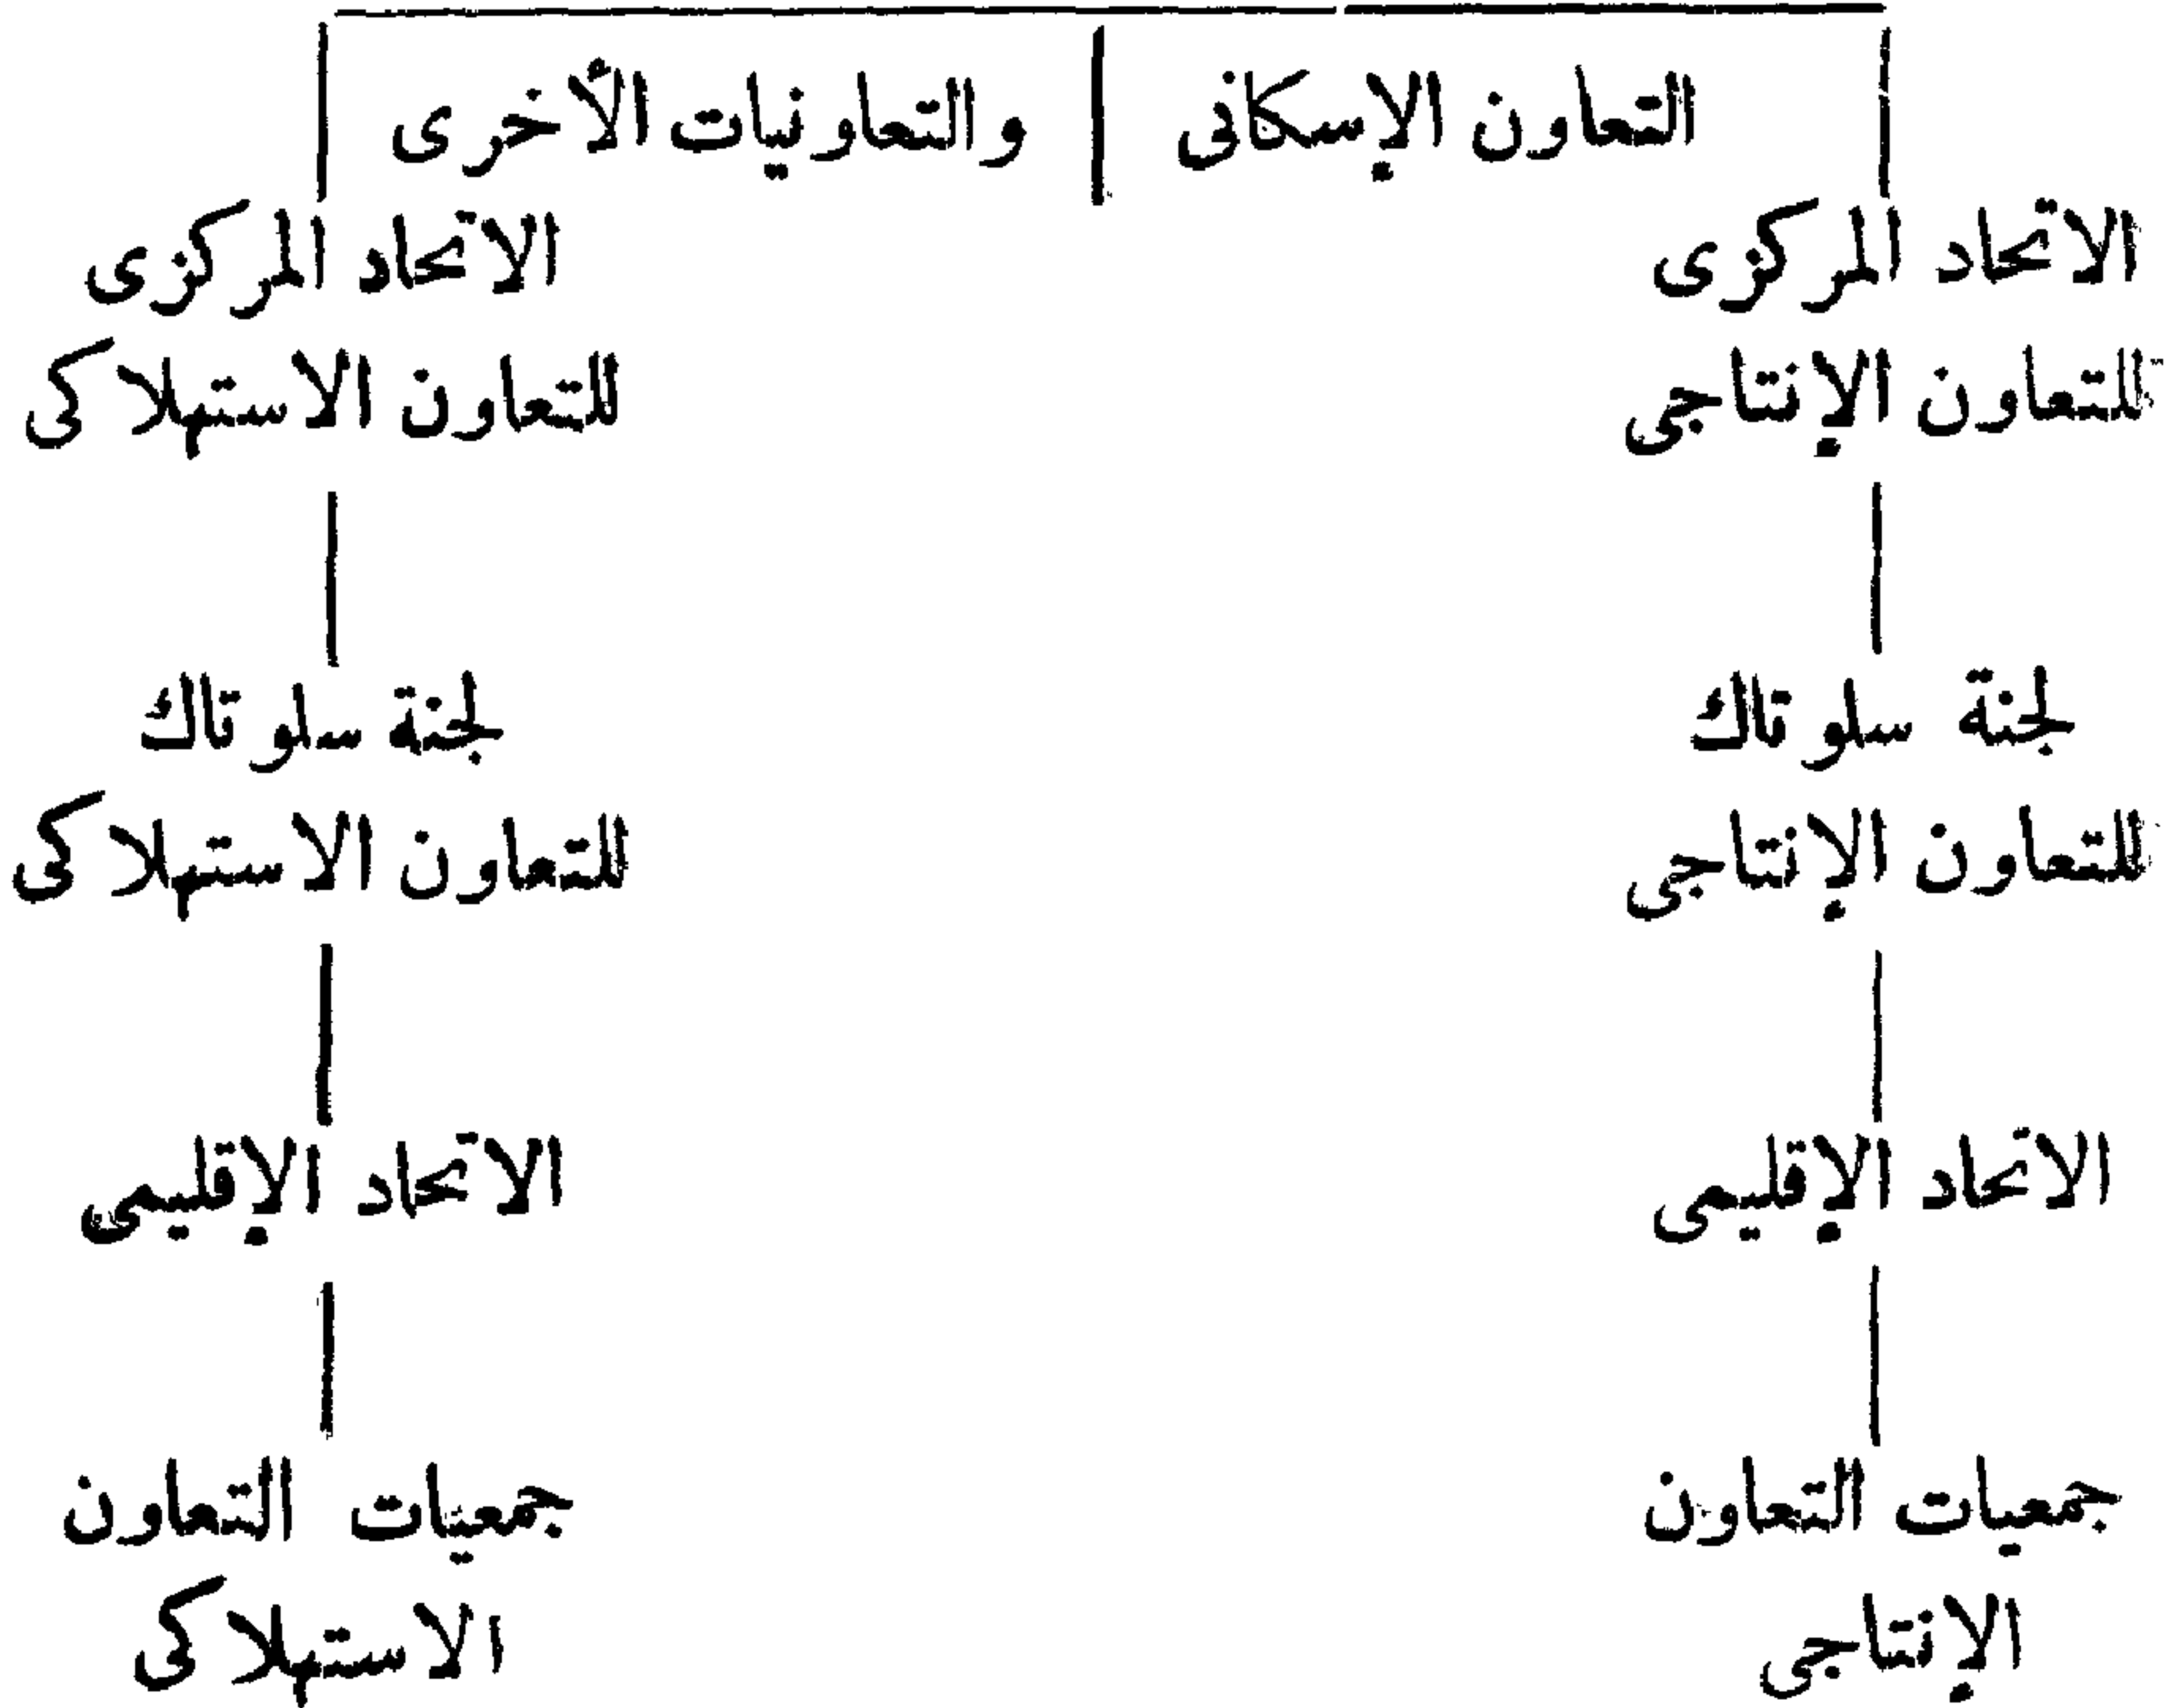 التعاون الإسكانى والتعاونيات الأخرى
الاتحاد المركزى
للتعاون الإنتاجى
لجنة سلوتاك
للتعاون الإنتاجى
الاتحاد الإقليمى
جمعيات التعاون
الإنتاجى
الاتحاد المركزى
للتعاون الاستهلاكى
لجنة سلوتاك
للتعاون الاستهلاكى
الاتحاد الإقليمى
جمعيات التعاون
الاستهلاكى